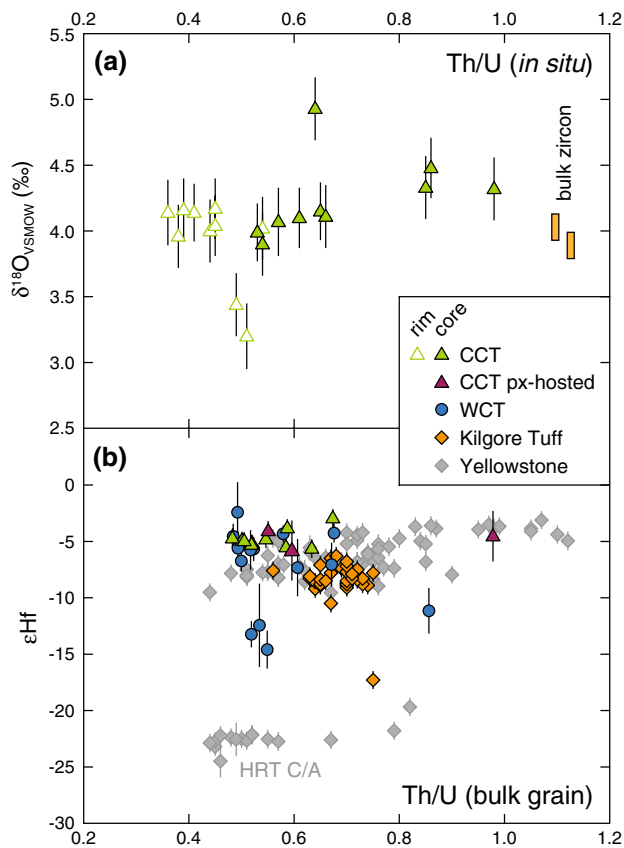 0.2 0.4 0.6 0.8 1.0 1.2
(a)
Th/U (in situ)
5.5
5.0
4.5
4.0
3.5
3.0
2.5
δ18OVSMOW (‰)
bulk zircon
rim core
CCT
CCT px-hosted
WCT
Kilgore Tuff
Yellowstone
(b)
0
-5
-10
-15
-20
-25
-30
εHf
HRT C/A
Th/U (bulk grain)
0.2 0.4 0.6 0.8 1.0 1.2